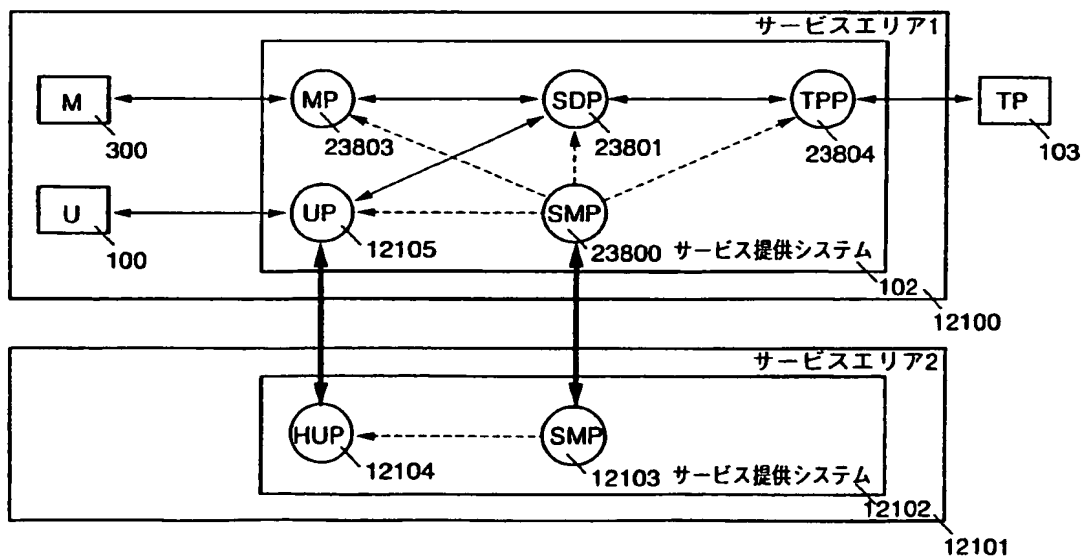 サービスエリア1
M
MP
SDP
TPP
TP
300
23803
23801
23804
103
U
UP
SMP
100
12105
23800
サービス提供システム
102
12100
サービスエリア2
HUP
SMP
12104
12103
サービス提供システム
12102
12101